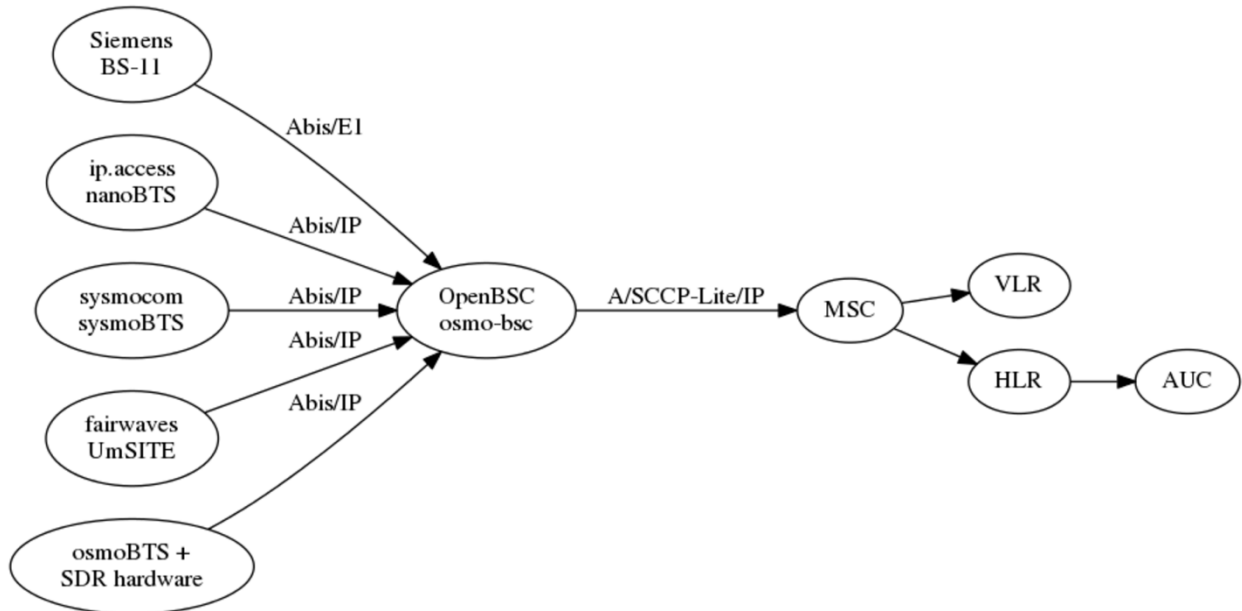 Siemens
BS-11
Abis/E1
ip.access
nanoBTS
Abis/IP
sysmocom
sysmoBTS
Abis/IP
OpenBSC
osmo-bsc
A/SCCP-Lite/IP
MSC
VLR
HLR
AUC
Abis/IP
fairwaves
UmSITE
Abis/IP
osmoBTS +
SDR hardware